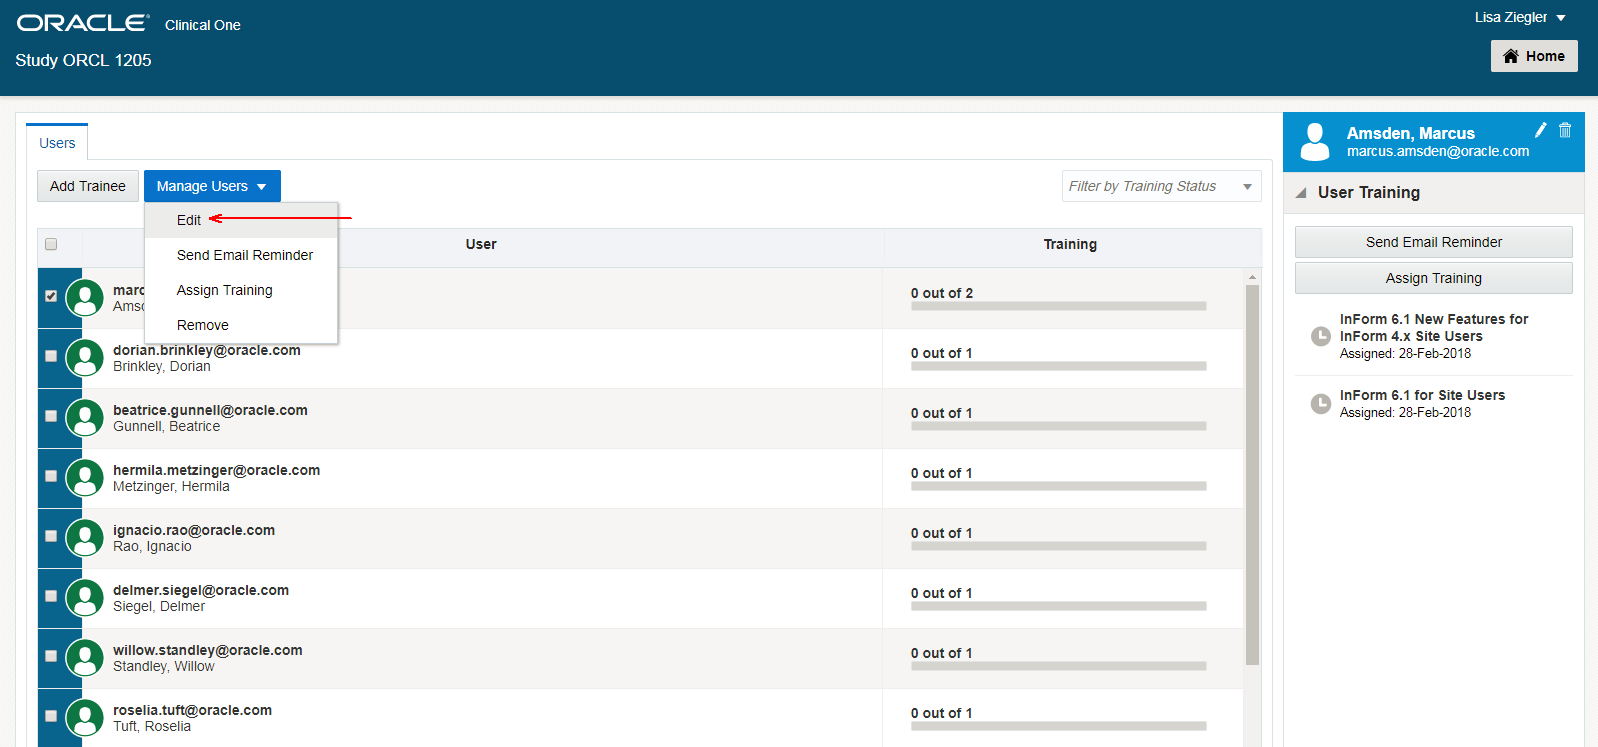 ORACLE Clinical One
Lisa Ziegler
Study ORCL 1205
Home
Users
Add Trainee
Manage Users
Filter by Training Status
Edit
Send Email Reminder
Assign Training
Remove
User
Training
marc
Amsd
0 out of 2
dorian.brinkley@oracle.com
Brinkley, Dorian
0 out of 1
beatrice.gunnell@oracle.com
Gunnell, Beatrice
0 out of 1
hermila.metzinger@oracle.com
Metzinger, Hermila
0 out of 1
ignacio.rao@oracle.com
Rao, Ignacio
0 out of 1
delmer.siegel@oracle.com
Siegel, Delmer
0 out of 1
willow.standley@oracle.com
Standley, Willow
0 out of 1
roselia.tuft@oracle.com
Tuft, Roselia
0 out of 1
Amsden, Marcus
marcus.amsden@oracle.com
User Training
Send Email Reminder
Assign Training
InForm 6.1 New Features for
InForm 4.x Site Users
Assigned: 28-Feb-2018
InForm 6.1 for Site Users
Assigned: 28-Feb-2018